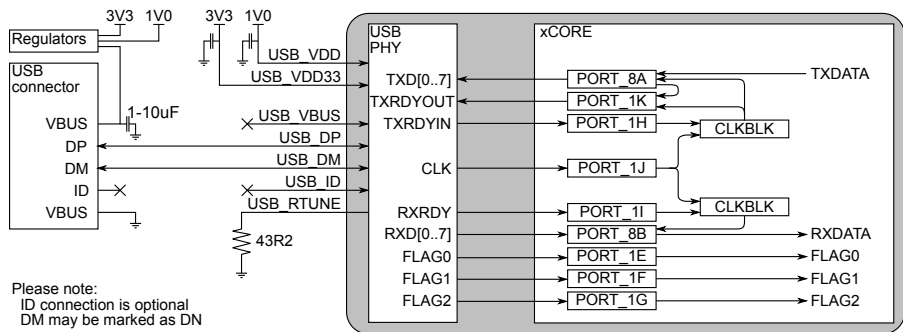 3V3 1V0
Regulators
USB
connector
VBUS
DP
DM
ID
VBUS
1-10uF
3V3 1V0
USB_VDD
USB_VDD33
USB_VBUS
USB_DP
USB_DM
USB_ID
USB_RTUNE
43R2
Please note:
ID connection is optional
DM may be marked as DN
USB
PHY
TXD[0..7]
TXRDYOUT
TXRDYIN
CLK
RXRDY
RXD[0..7]
FLAG0
FLAG1
FLAG2
xCORE
PORT_8A
PORT_1K
PORT_1H
PORT_1J
PORT_1I
PORT_8B
PORT_1E
PORT_1F
PORT_1G
CLKBLK
CLKBLK
TXDATA
RXDATA
FLAG0
FLAG1
FLAG2